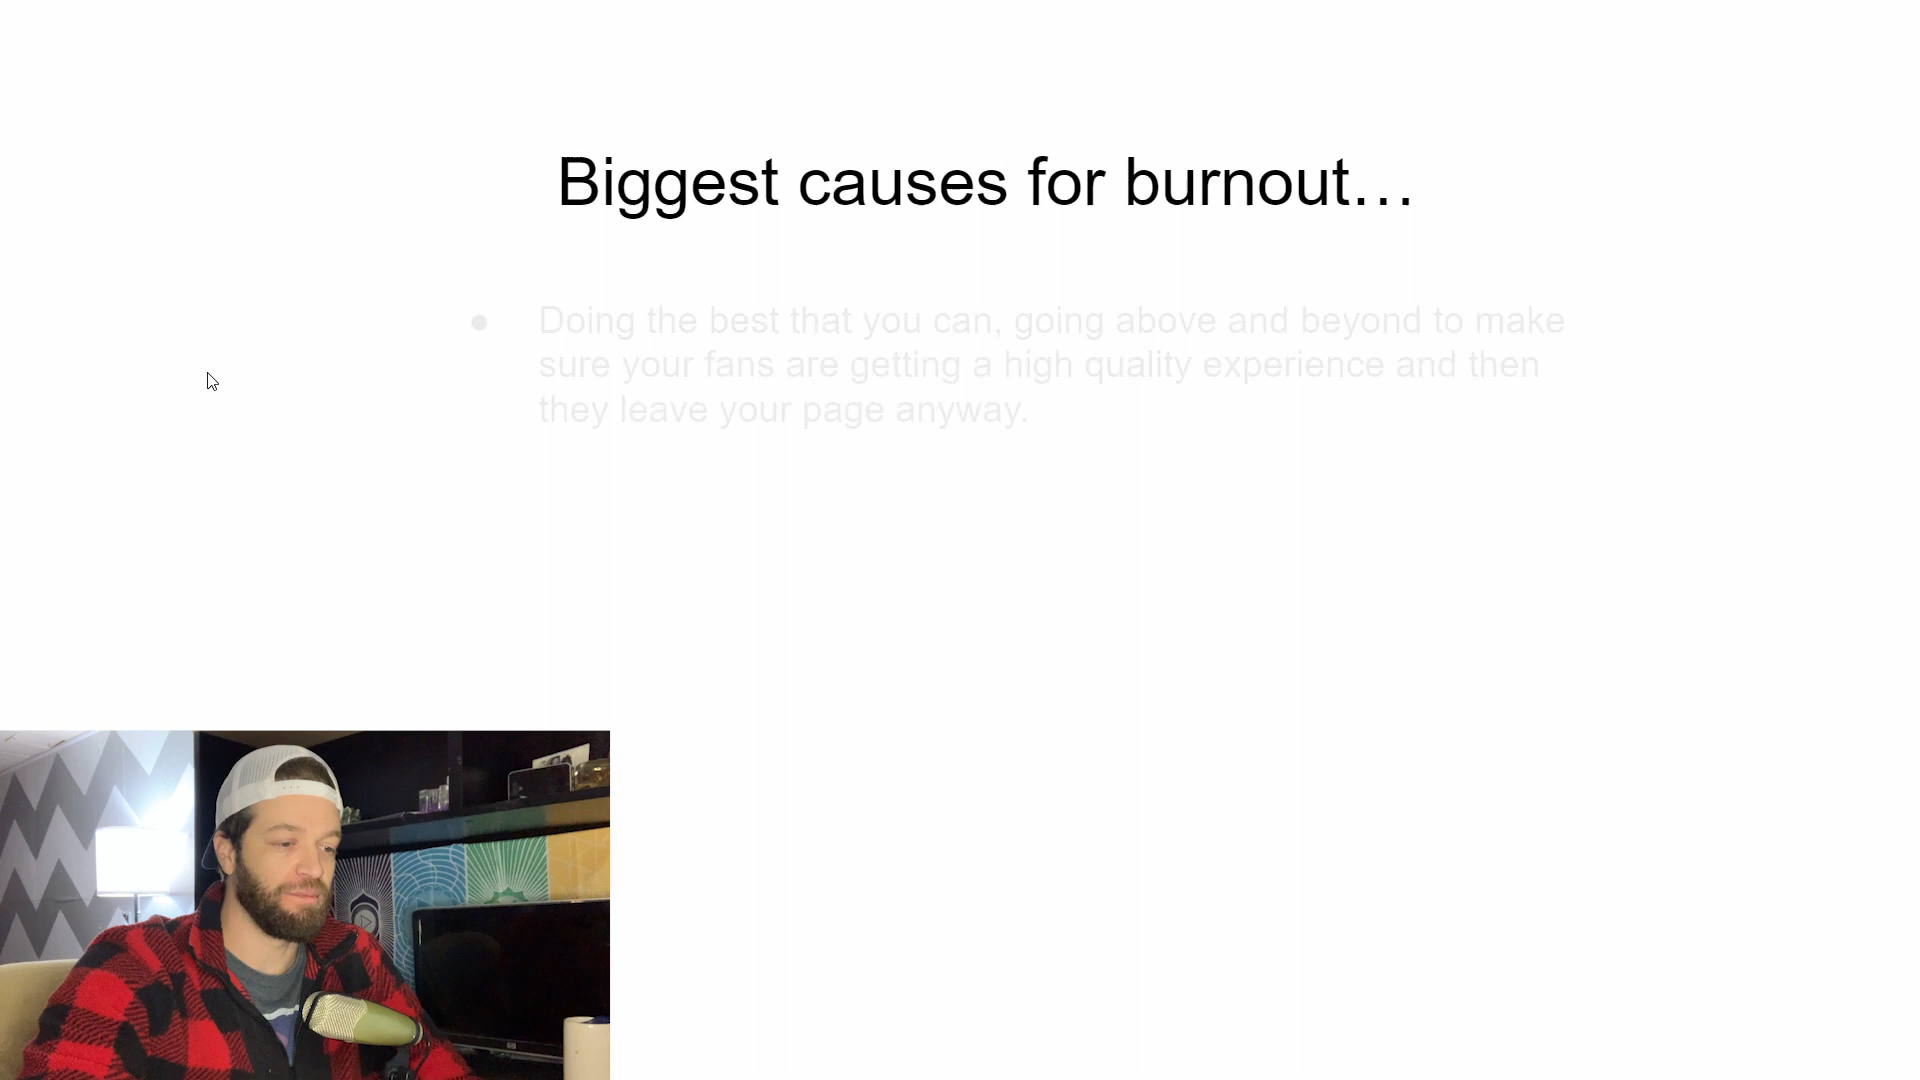 Biggest causes for burnout…
● Doing the best that you can, going above and beyond to make
sure your fans are getting a high quality experience and then
they leave your page anyway.